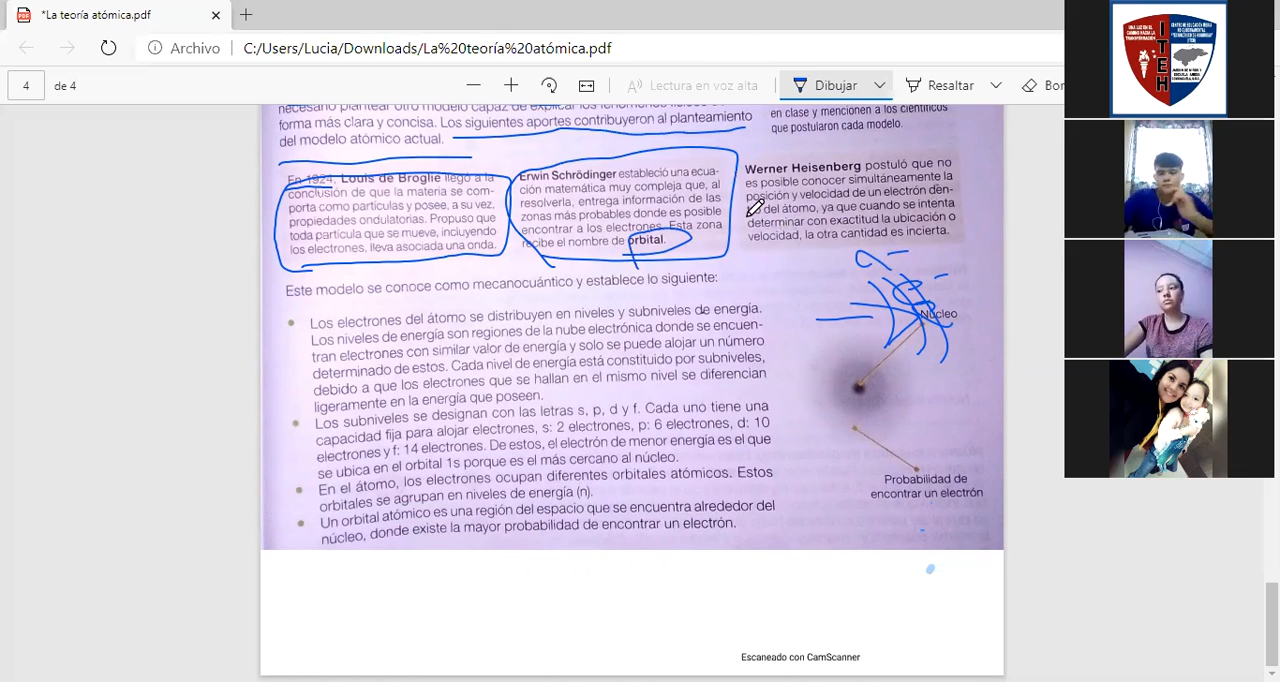 *La teoría atómica.pdf
Archivo
C:/Users/Lucia/Downloads/La%20teoría%20atómica.pdf
4
de 4
Lectura en voz alta
Dibujar
Resaltar
Bor
necesario plantear otro modelo capaz de explicar los fenómenos
forma más clara y concisa. Los siguientes aportes contribuyeron al planteamiento
del modelo atómico actual.
en clase y mencionen a los científicos
que postularon cada modelo.
En 1924, Louis de Broglie llegó a la
conclusión de que la materia se com-
porta como partículas y posee, a su vez,
propiedades ondulatorias. Propuso que
toda partícula que se mueve, incluyendo
los electrones, lleva asociada una onda.
Erwin Schrödinger estableció una ecua-
ción matemática muy compleja que, al
resolverla, entrega información de las
zonas más probables donde es posible
encontrar a los electrones. Esta zona
recibe el nombre de orbital.
Werner Heisenberg postuló que no
es posible conocer simultáneamente la
posición y velocidad de un electrón den-
del átomo, ya que cuando se intenta
determinar con exactitud la ubicación o
velocidad, la otra cantidad es incierta.
Este modelo se conoce como mecanocuántico y establece lo siguiente:
• Los electrones del átomo se distribuyen en niveles y subniveles de energía.
Los niveles de energía son regiones de la nube electrónica donde se encuen-
tran electrones con similar valor de energía y solo se puede alojar un número
determinado de estos. Cada nivel de energía está constituido por subniveles,
debido a que los electrones que se hallan en el mismo nivel se diferencian
ligeramente en la energía que poseen.
• Los subniveles se designan con las letras s, p, d y f. Cada uno tiene una
capacidad fija para alojar electrones, s: 2 electrones, p: 6 electrones, d: 10
electrones y f: 14 electrones. De estos, el electrón de menor energía es el que
se ubica en el orbital 1s porque es el más cercano al núcleo.
• En el átomo, los electrones ocupan diferentes orbitales atómicos. Estos
orbitales se agrupan en niveles de energía (n).
• Un orbital atómico es una región del espacio que se encuentra alrededor del
núcleo, donde existe la mayor probabilidad de encontrar un electrón.
Núcleo
Probabilidad de
encontrar un electrón
Escaneado con CamScanner
ITEH